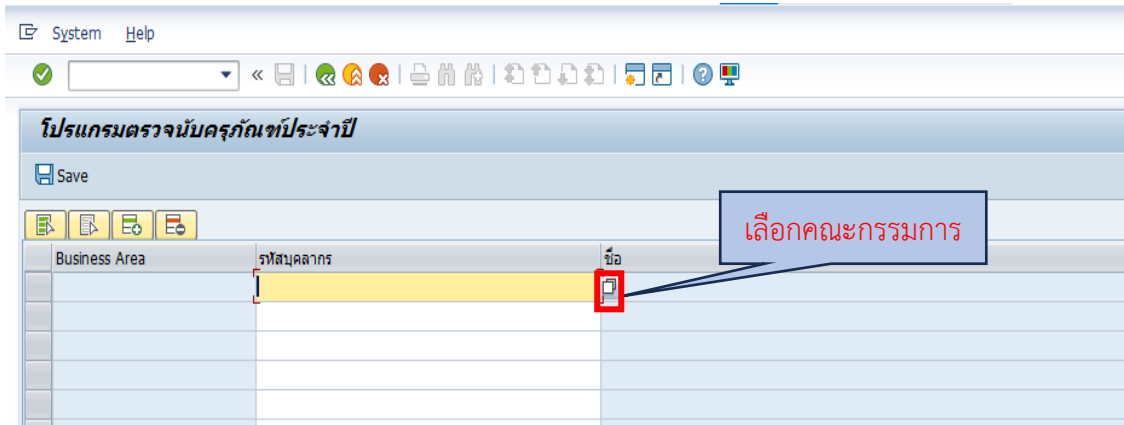 System Help
โปรแกรมตรวจนับครุภัณฑ์ประจำปี
Save
เลือกคณะกรรมการ
Business Area รหัสบุคลากร ชื่อ